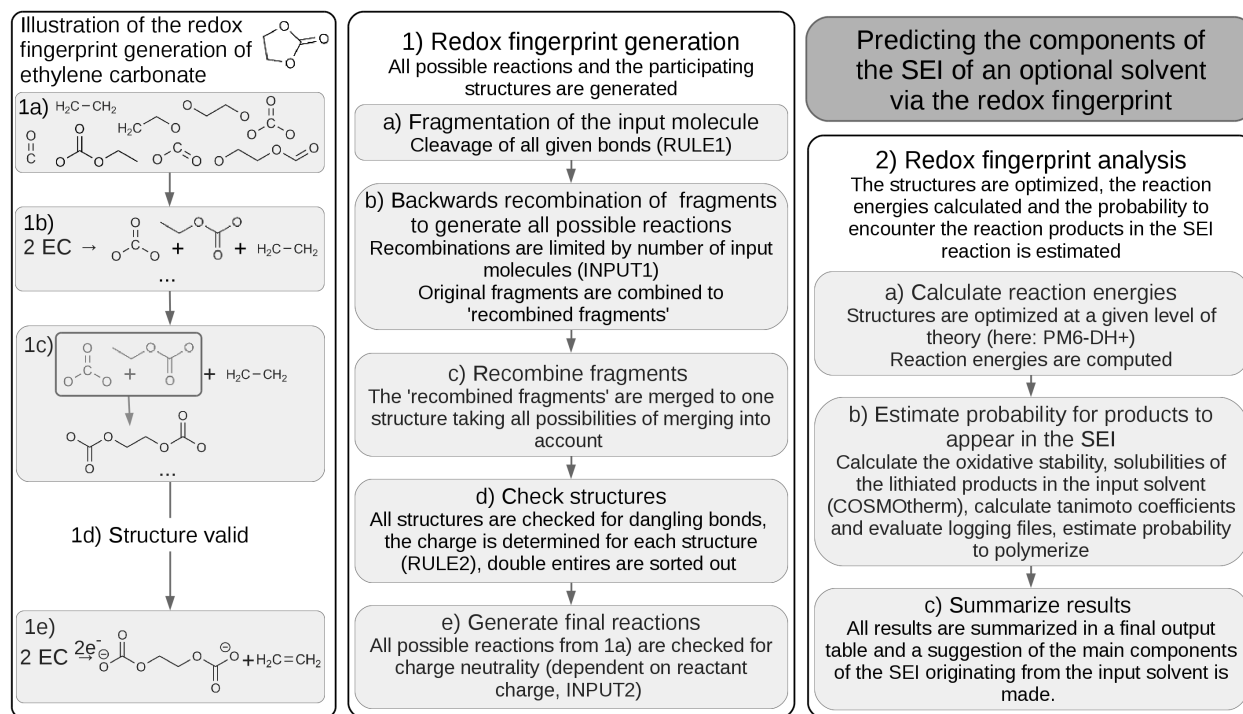 Illustration of the redox
fingerprint generation of
ethylene carbonate
O
O
O
1a)
H₂C−CH₂
O
O
H₂C
O
O
O
O
O
C
O
O
O
O
O
O
O
O
O
1b)
2 EC →
O
O
O
+
O
O
O
+
H₂C−CH₂
...
1c)
O
O
O
+
O
O
O
+ H₂C−CH₂
O
O
O
O
O
O
...
1d) Structure valid
1e)
2 EC
2e⁻
→
⊖
O
O
O
O
O
O
⊖
+H₂C=CH₂
1) Redox fingerprint generation
All possible reactions and the participating
structures are generated
a) Fragmentation of the input molecule
Cleavage of all given bonds (RULE1)
b) Backwards recombination of fragments
to generate all possible reactions
Recombinations are limited by number of input
molecules (INPUT1)
Original fragments are combined to
'recombined fragments'
c) Recombine fragments
The 'recombined fragments' are merged to one
structure taking all possibilities of merging into
account
d) Check structures
All structures are checked for dangling bonds,
the charge is determined for each structure
(RULE2), double entires are sorted out
e) Generate final reactions
All possible reactions from 1a) are checked for
charge neutrality (dependent on reactant
charge, INPUT2)
Predicting the components of
the SEI of an optional solvent
via the redox fingerprint
2) Redox fingerprint analysis
The structures are optimized, the reaction
energies calculated and the probability to
encounter the reaction products in the SEI
reaction is estimated
a) Calculate reaction energies
Structures are optimized at a given level of
theory (here: PM6-DH+)
Reaction energies are computed
b) Estimate probability for products to
appear in the SEI
Calculate the oxidative stability, solubilities of
the lithiated products in the input solvent
(COSMOtherm), calculate tanimoto coefficients
and evaluate logging files, estimate probability
to polymerize
c) Summarize results
All results are summarized in a final output
table and a suggestion of the main components
of the SEI originating from the input solvent is
made.